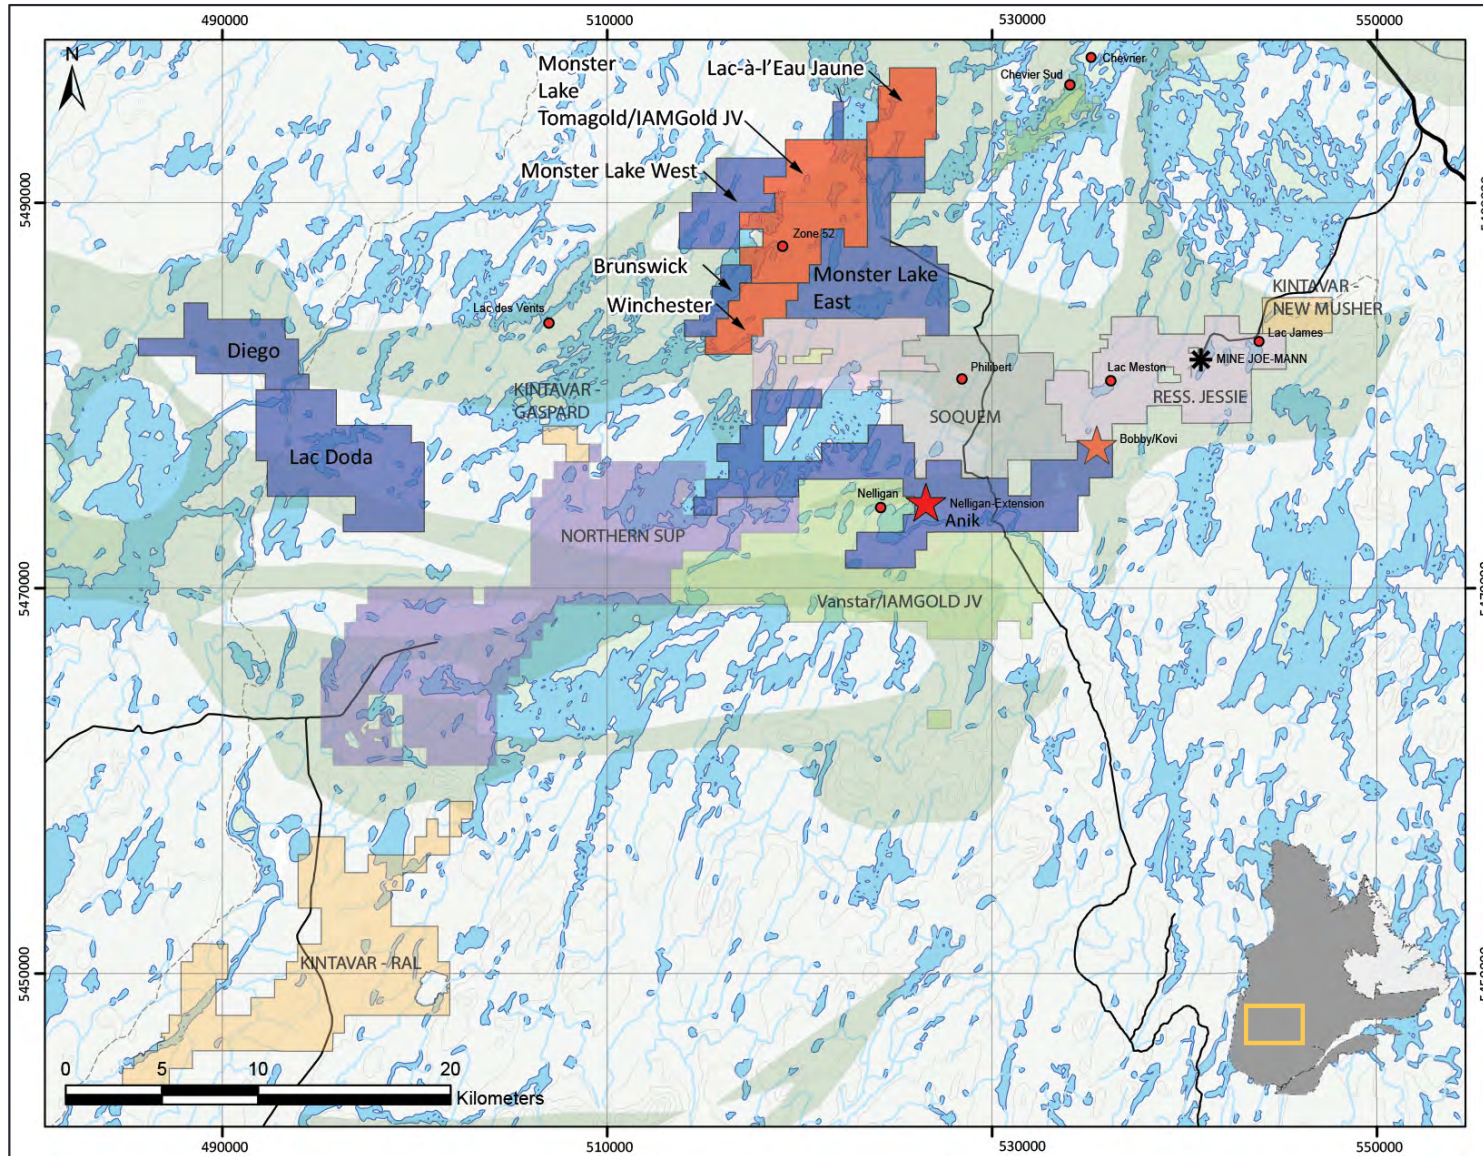 490000
510000
530000
550000
N
Monster
Lake
Tomagold/IAMGold JV
Lac-à-l'Eau Jaune
Chevrier
Chevier Sud
Monster Lake West
5490000
Zone 52
Brunswick
Monster Lake
East
Winchester
Lac des Vents
KINTAVAR -
NEW MUSHER
Lac James
Diego
MINE JOE-MANN
Philibert
Lac Meston
RESS. JESSIE
KINTAVAR -
GASPARD
SOQUEM
Bobby/Kovi
Lac Doda
Nelligan
Nelligan-Extension
Anik
NORTHERN SUP
5470000
Vanstar/IAMGOLD JV
KINTAVAR - RAL
5450000
0 5 10 20
Kilometers
490000
510000
530000
550000